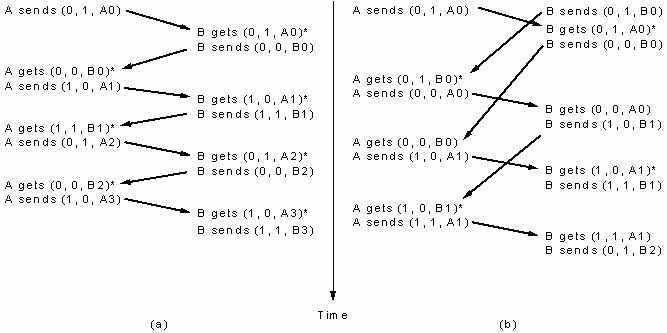 A sends (0, 1, A0)
B gets (0, 1, A0)*
B sends (0, 0, B0)
A gets (0, 0, B0)*
A sends (1, 0, A1)
B gets (1, 0, A1)*
B sends (1, 1, B1)
A gets (1, 1, B1)*
A sends (0, 1, A2)
B gets (0, 1, A2)*
B sends (0, 0, B2)
A gets (0, 0, B2)*
A sends (1, 0, A3)
B gets (1, 0, A3)*
B sends (1, 1, B3)
(a)
Time
A sends (0, 1, A0)
B sends (0, 1, B0)
B gets (0, 1, A0)*
B sends (0, 0, B0)
A gets (0, 1, B0)*
A sends (0, 0, A0)
B gets (0, 0, A0)
B sends (1, 0, B1)
A gets (0, 0, B0)
A sends (1, 0, A1)
B gets (1, 0, A1)*
B sends (1, 1, B1)
A gets (1, 0, B1)*
A sends (1, 1, A1)
B gets (1, 1, A1)
B sends (0, 1, B2)
(b)